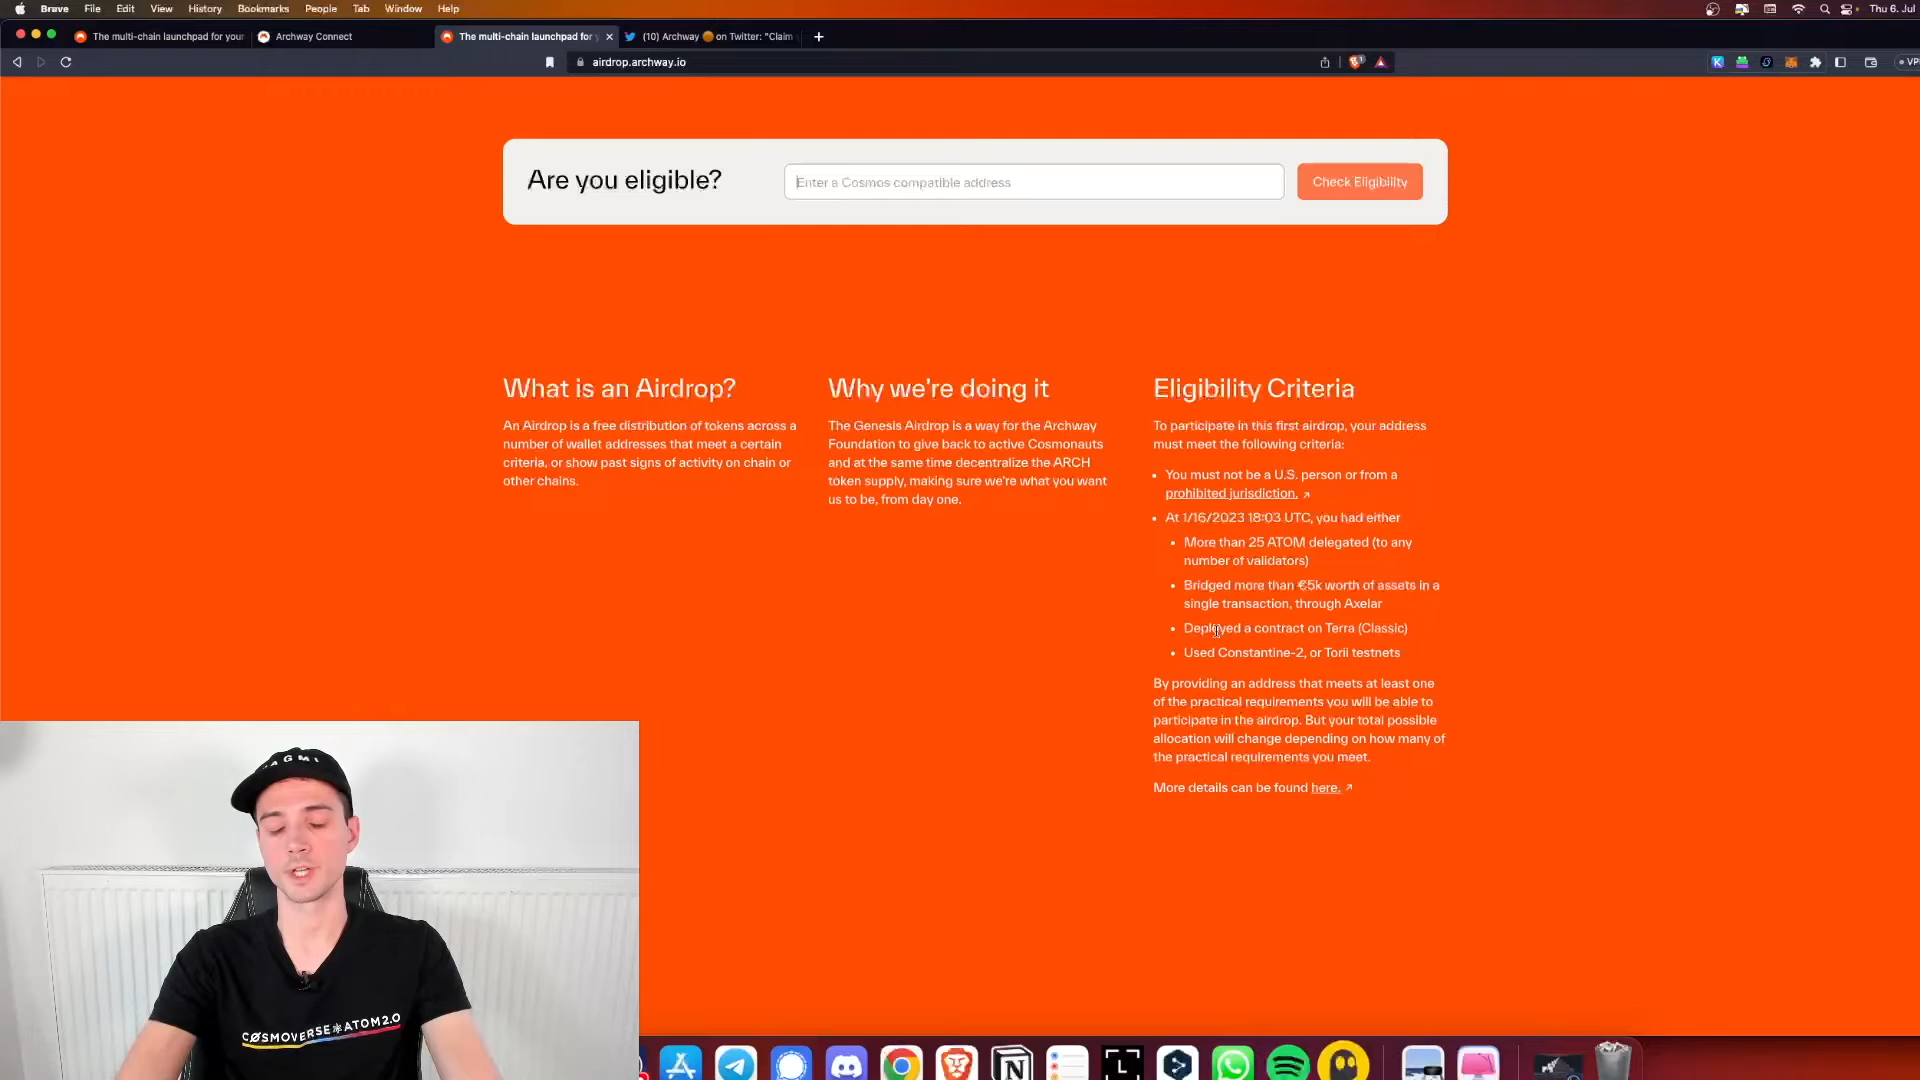 Brave File Edit View History Bookmarks People Tab Window Help
Thu 6. Jul
The multi-chain launchpad for your
Archway Connect
The multi-chain launchpad for y
(10) Archway 🟠 on Twitter: "Claim
airdrop.archway.io
VP
Are you eligible?
Enter a Cosmos compatible address
Check Eligibility
What is an Airdrop?
An Airdrop is a free distribution of tokens across a
number of wallet addresses that meet a certain
criteria, or show past signs of activity on chain or
other chains.
Why we're doing it
The Genesis Airdrop is a way for the Archway
Foundation to give back to active Cosmonauts
and at the same time decentralize the ARCH
token supply, making sure we're what you want
us to be, from day one.
Eligibility Criteria
To participate in this first airdrop, your address
must meet the following criteria:
• You must not be a U.S. person or from a
prohibited jurisdiction. ↗
• At 1/16/2023 18:03 UTC, you had either
• More than 25 ATOM delegated (to any
number of validators)
• Bridged more than €5k worth of assets in a
single transaction, through Axelar
• Deployed a contract on Terra (Classic)
• Used Constantine-2, or Torii testnets
By providing an address that meets at least one
of the practical requirements you will be able to
participate in the airdrop. But your total possible
allocation will change depending on how many of
the practical requirements you meet.
More details can be found here. ↗
AGMI
COSMOVERSE⚛ATOM2.0